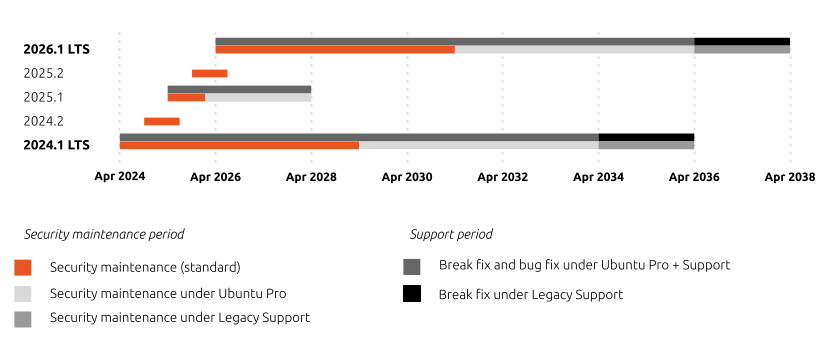 2026.1 LTS
2025.2
2025.1
2024.2
2024.1 LTS
Apr 2024 Apr 2026 Apr 2028 Apr 2030 Apr 2032 Apr 2034 Apr 2036 Apr 2038
Security maintenance period
Security maintenance (standard)
Security maintenance under Ubuntu Pro
Security maintenance under Legacy Support
Support period
Break fix and bug fix under Ubuntu Pro + Support
Break fix under Legacy Support